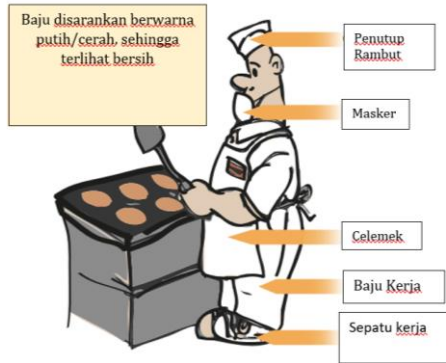 Baju disarankan berwarna
putih/cerah, sehingga
terlihat bersih
Penutup
Rambut
Masker
Celemek
Baju Kerja
Sepatu kerja